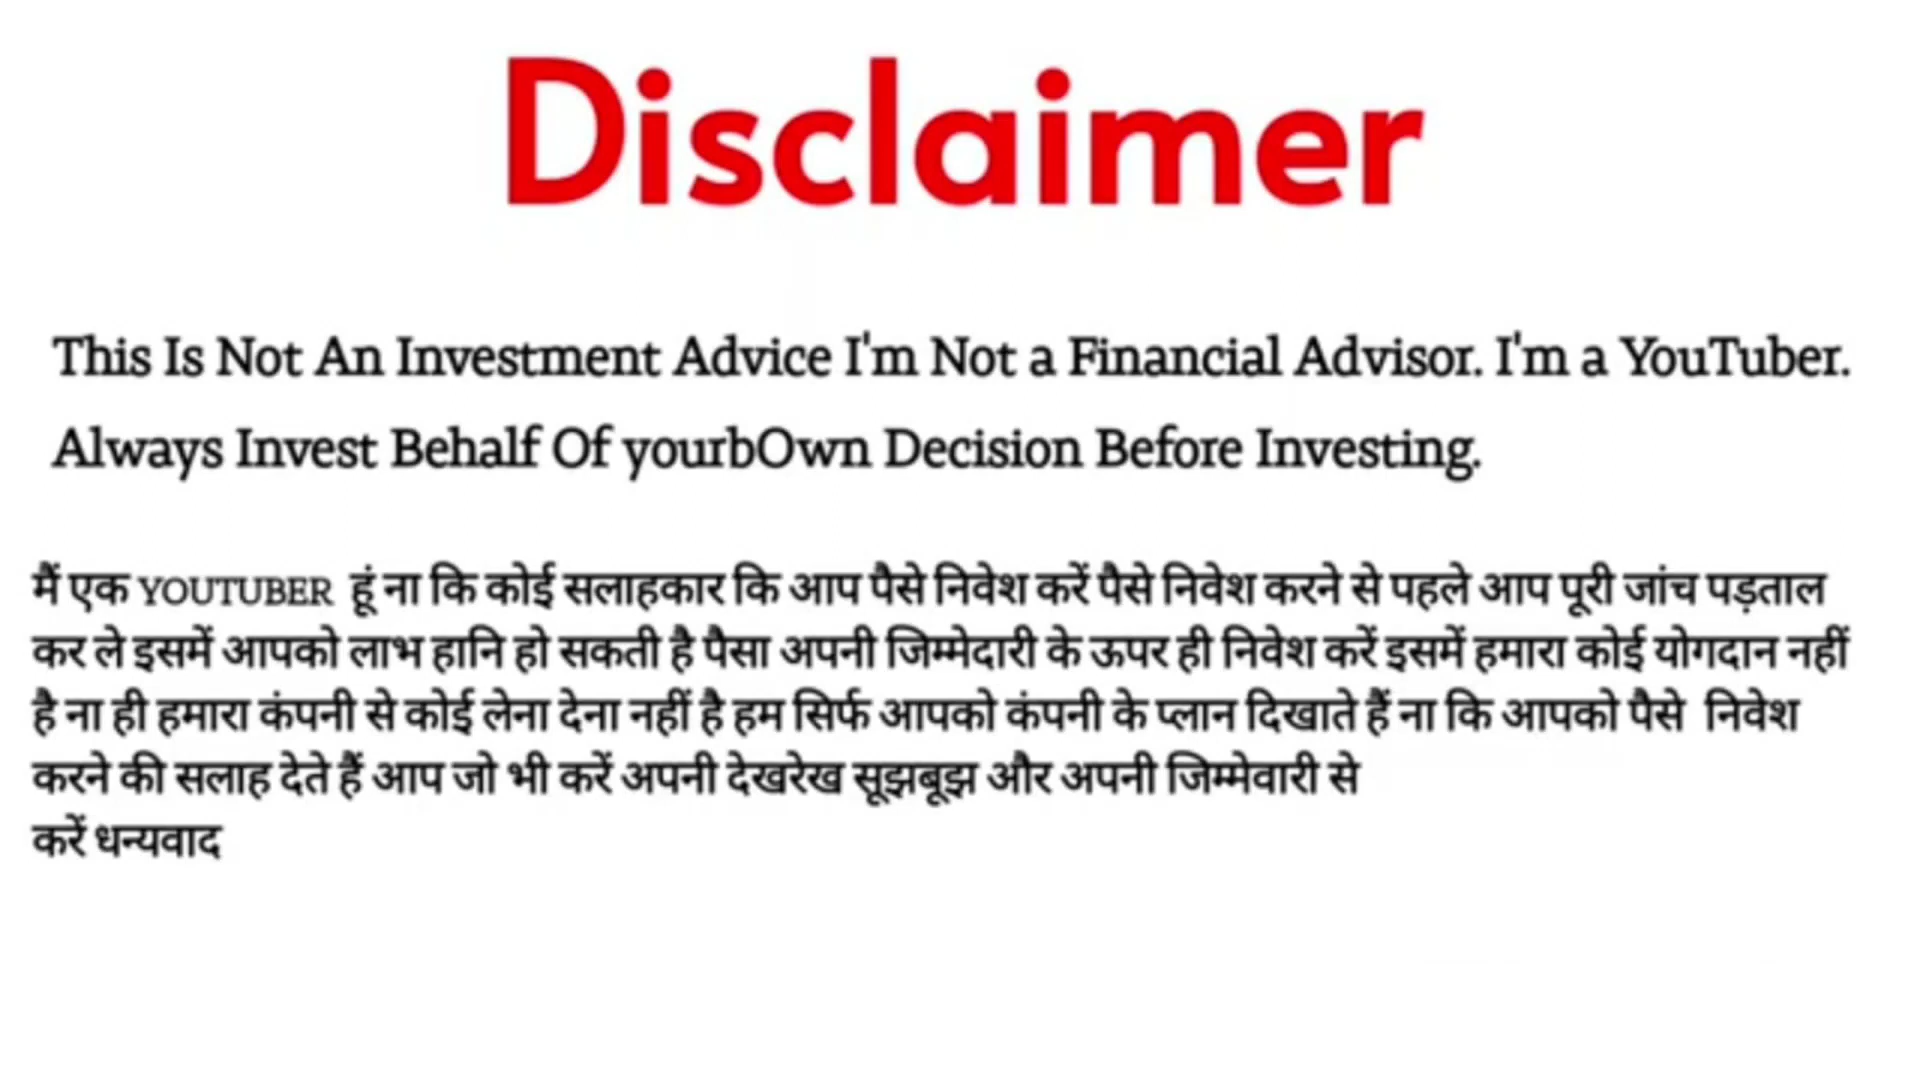 Disclaimer
This Is Not An Investment Advice I'm Not a Financial Advisor. I'm a YouTuber.
Always Invest Behalf Of yourbOwn Decision Before Investing.
मैं एक YOUTUBER हूं ना कि कोई सलाहकार कि आप पैसे निवेश करें पैसे निवेश करने से पहले आप पूरी जांच पड़ताल
कर ले इसमें आपको लाभ हानि हो सकती है पैसा अपनी जिम्मेदारी के ऊपर ही निवेश करें इसमें हमारा कोई योगदान नहीं
है ना ही हमारा कंपनी से कोई लेना देना नहीं है हम सिर्फ आपको कंपनी के प्लान दिखाते हैं ना कि आपको पैसे निवेश
करने की सलाह देते हैं आप जो भी करें अपनी देखरेख सूझबूझ और अपनी जिम्मेवारी से
करें धन्यवाद